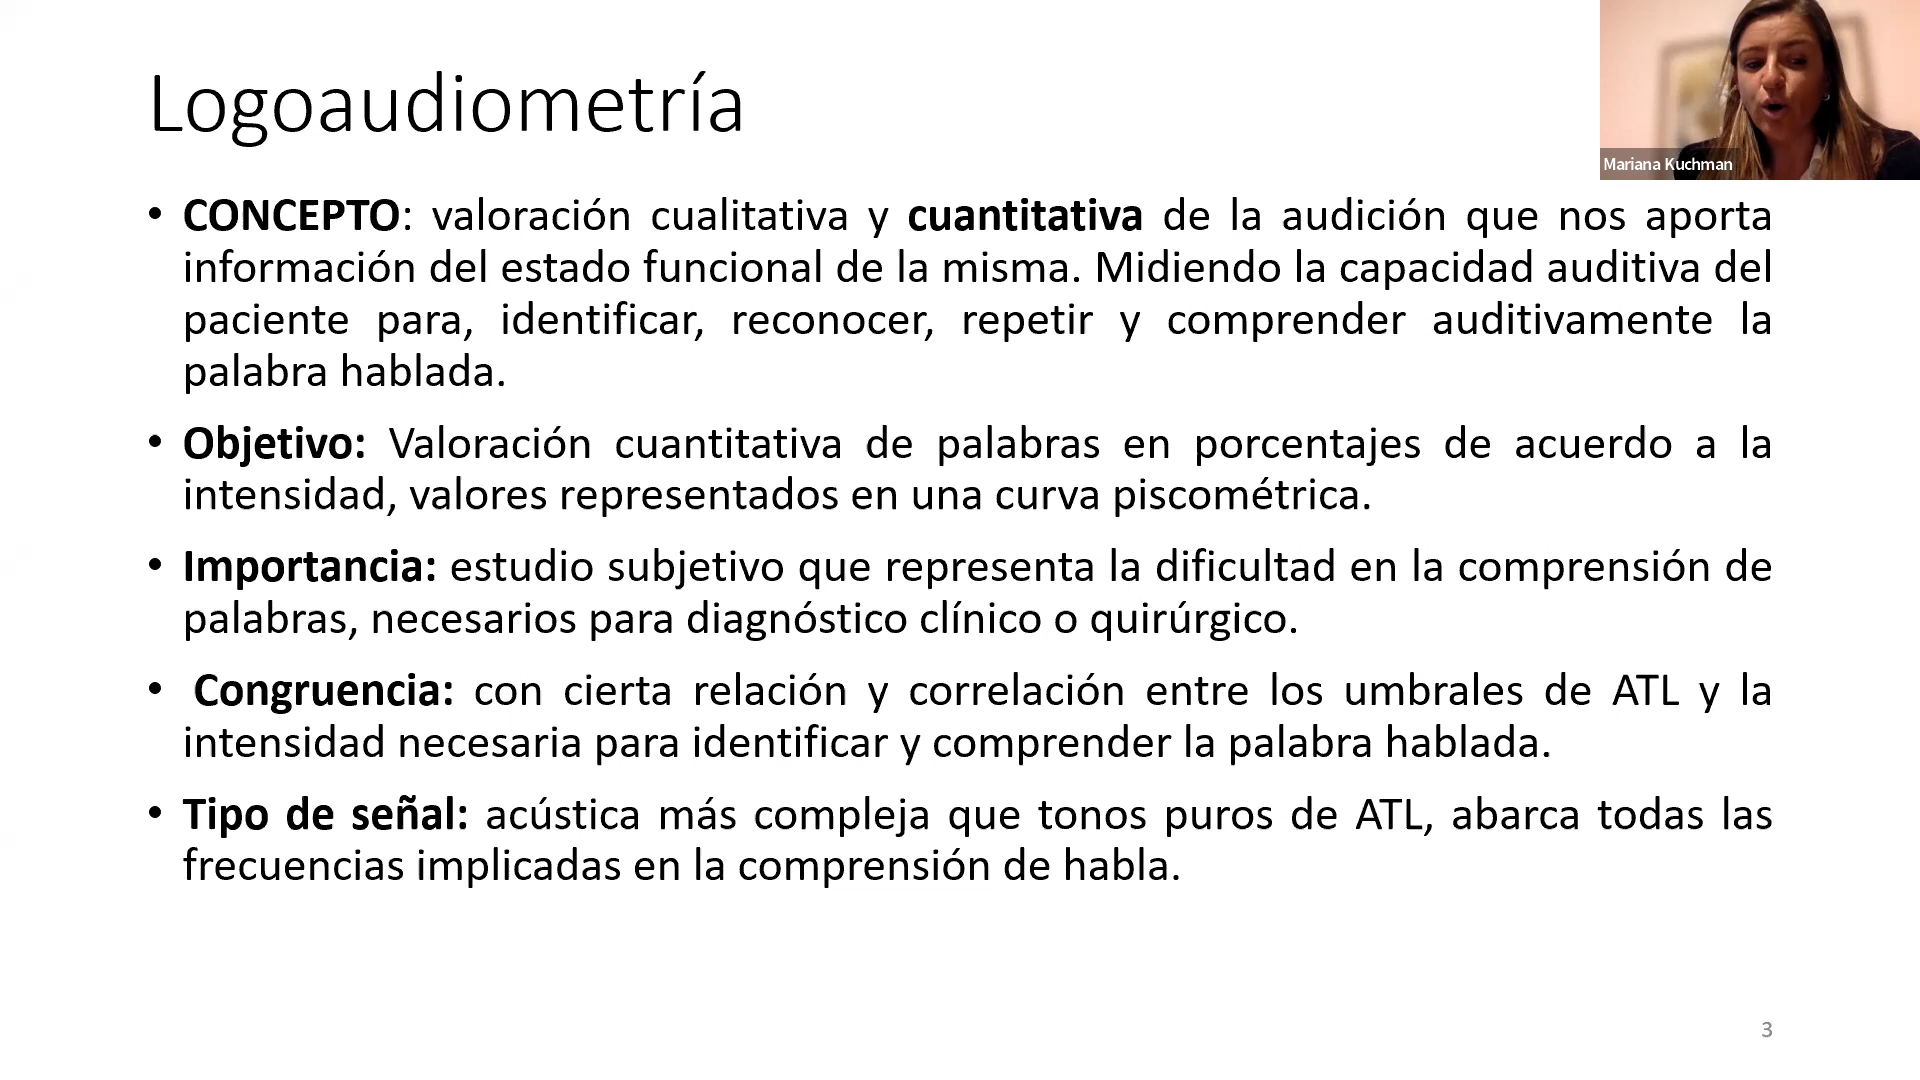 Logoaudiometría
Mariana Kuchman
• CONCEPTO: valoración cualitativa y cuantitativa de la audición que nos aporta
información del estado funcional de la misma. Midiendo la capacidad auditiva del
paciente para, identificar, reconocer, repetir y comprender auditivamente la
palabra hablada.
• Objetivo: Valoración cuantitativa de palabras en porcentajes de acuerdo a la
intensidad, valores representados en una curva piscométrica.
• Importancia: estudio subjetivo que representa la dificultad en la comprensión de
palabras, necesarios para diagnóstico clínico o quirúrgico.
• Congruencia: con cierta relación y correlación entre los umbrales de ATL y la
intensidad necesaria para identificar y comprender la palabra hablada.
• Tipo de señal: acústica más compleja que tonos puros de ATL, abarca todas las
frecuencias implicadas en la comprensión de habla.
3